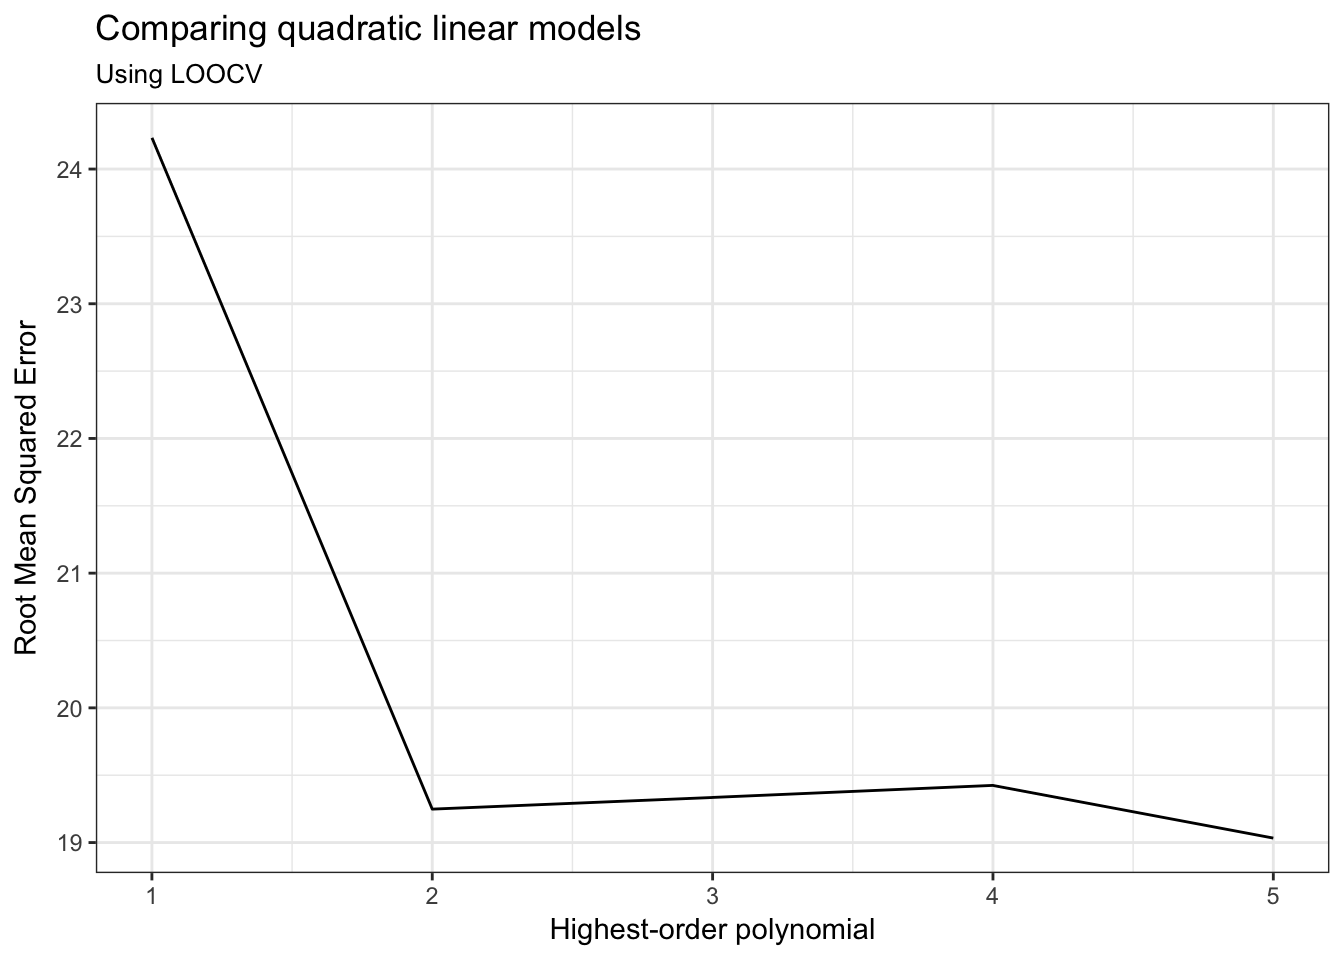 Comparing quadratic linear models
Using LOOCV
24
23
22
21
20
19
Root Mean Squared Error
1 2 3 4 5
Highest-order polynomial